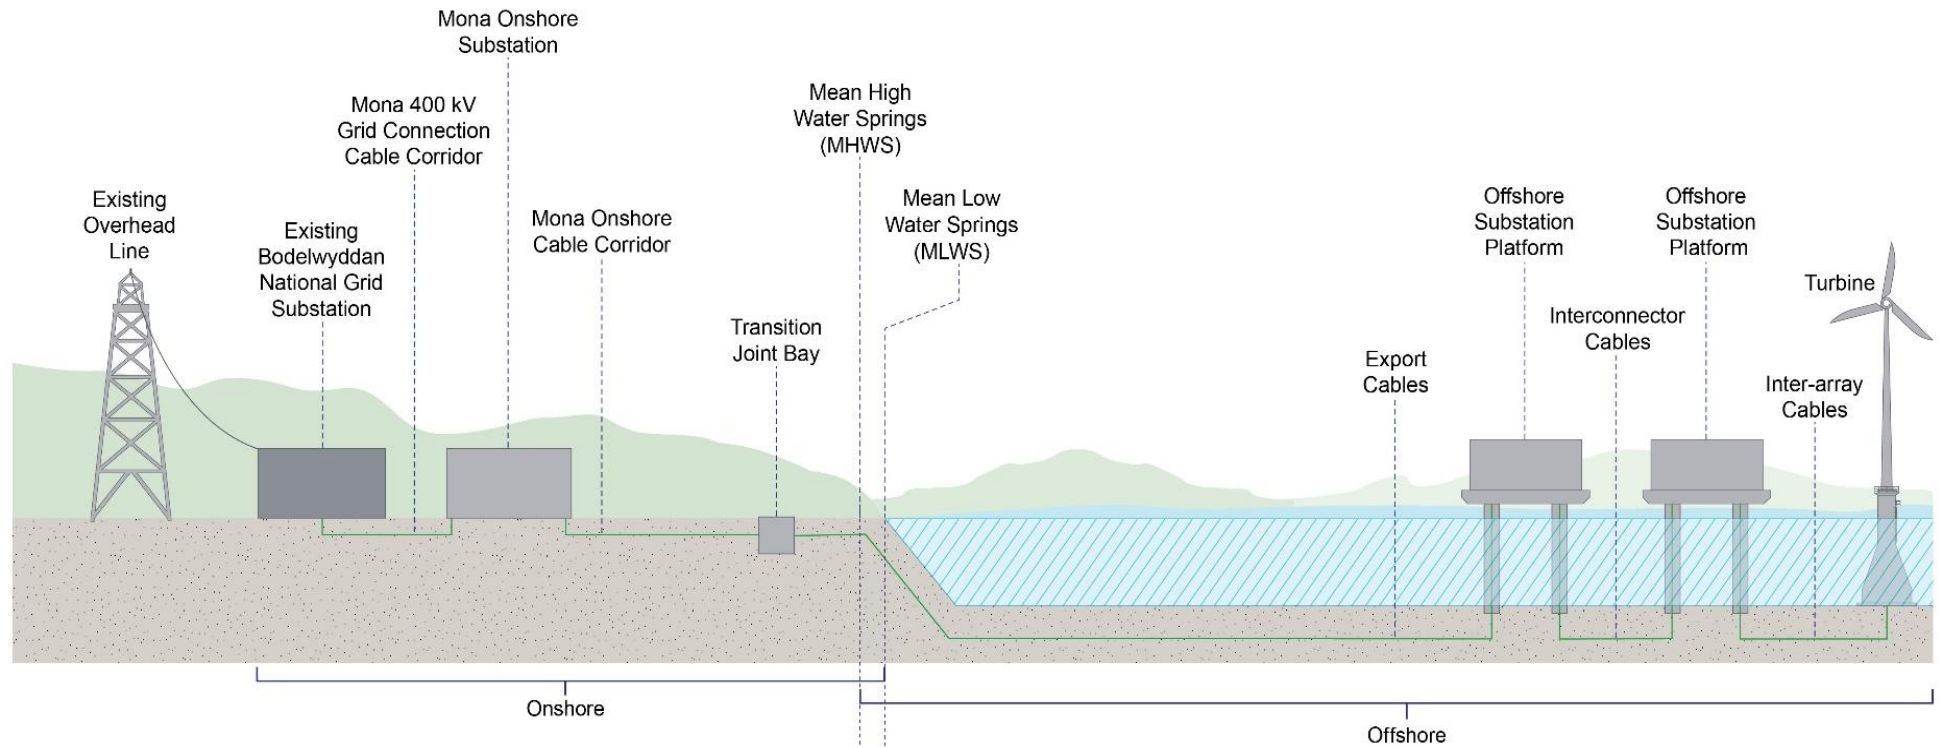 Mona Onshore
Substation
Mona 400 kV
Grid Connection
Cable Corridor
Existing
Overhead
Line
Existing
Bodelwyddan
National Grid
Substation
Mona Onshore
Cable Corridor
Transition
Joint Bay
Mean High
Water Springs
(MHWS)
Mean Low
Water Springs
(MLWS)
Export
Cables
Offshore
Substation
Platform
Interconnector
Cables
Offshore
Substation
Platform
Inter-array
Cables
Turbine
Onshore
Offshore